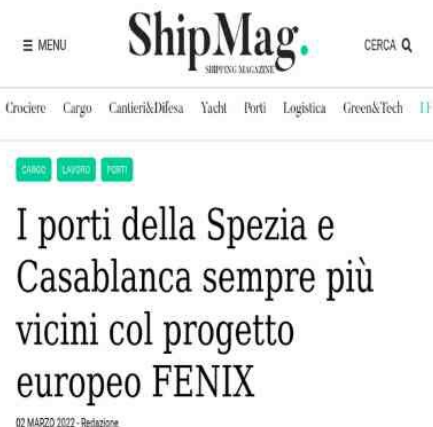 ≡ MENU
ShipMag.
CERCA
SHIPPING MAGAZINE
Crociere Cargo Cantieri&Difesa Yacht Porti Logistica Green&Tech
CARGO LAVORO PORTI
I porti della Spezia e
Casablanca sempre più
vicini col progetto
europeo FENIX
02 MARZO 2022 - Redazione